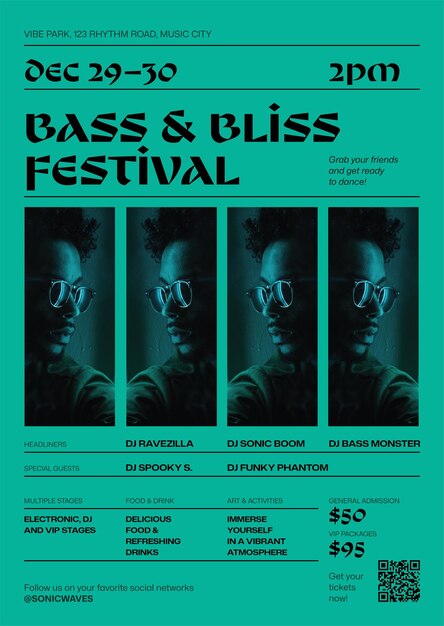 VIBE PARK, 123 RHYTHM ROAD, MUSIC CITY
DEC 29–30
2PM
BASS & BLISS
FESTIVAL
Grab your friends
and get ready
to dance!
HEADLINERS DJ RAVEZILLA DJ SONIC BOOM DJ BASS MONSTER
SPECIAL GUESTS DJ SPOOKY S. DJ FUNKY PHANTOM
MULTIPLE STAGES
ELECTRONIC, DJ
AND VIP STAGES
FOOD & DRINK
DELICIOUS
FOOD &
REFRESHING
DRINKS
ART & ACTIVITIES
IMMERSE
YOURSELF
IN A VIBRANT
ATMOSPHERE
GENERAL ADMISSION
$50
VIP PACKAGES
$95
Get your
tickets
now!
Follow us on your favorite social networks
@SONICWAVES